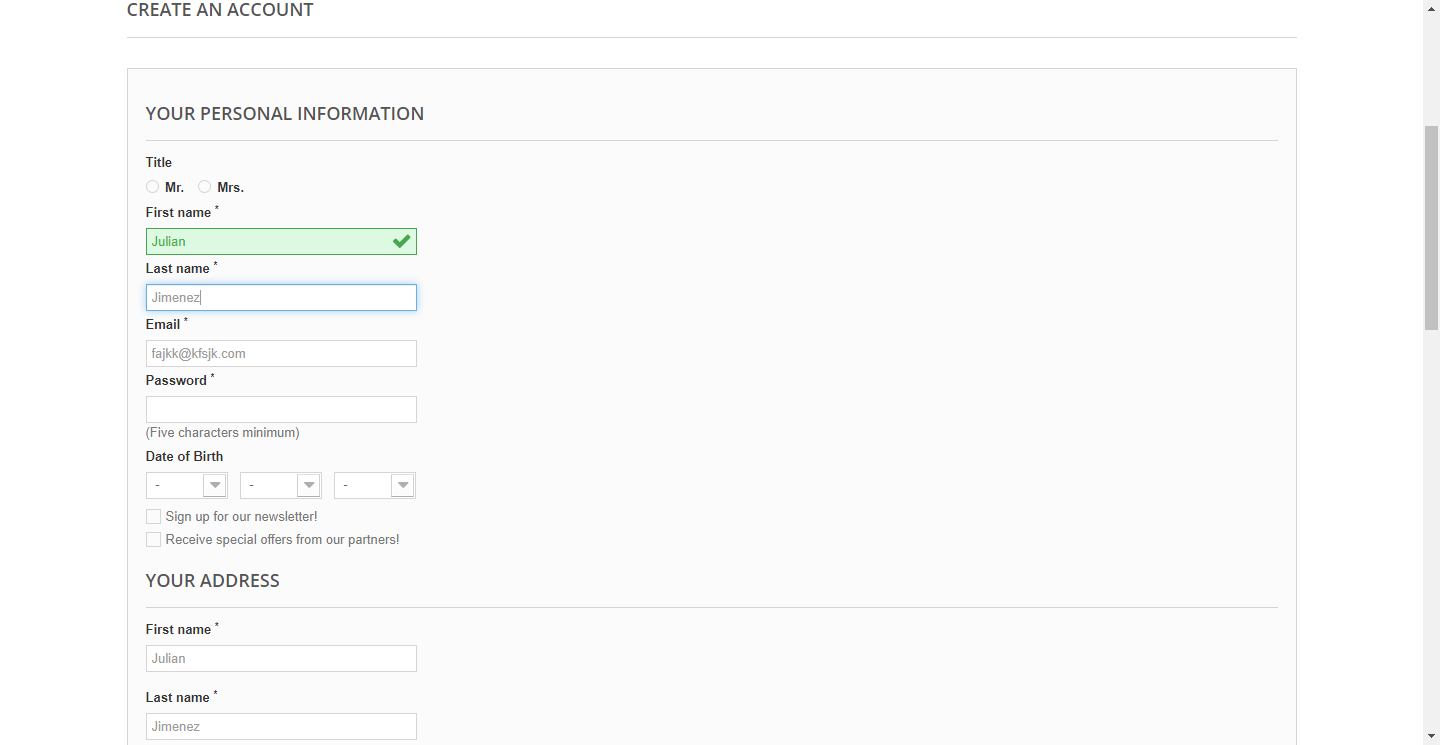 CREATE AN ACCOUNT
YOUR PERSONAL INFORMATION
Title
Mr. Mrs.
First name *
Julian
Last name *
Jimenez
Email *
fajkk@kfsjk.com
Password *
(Five characters minimum)
Date of Birth
- - -
Sign up for our newsletter!
Receive special offers from our partners!
YOUR ADDRESS
First name *
Julian
Last name *
Jimenez